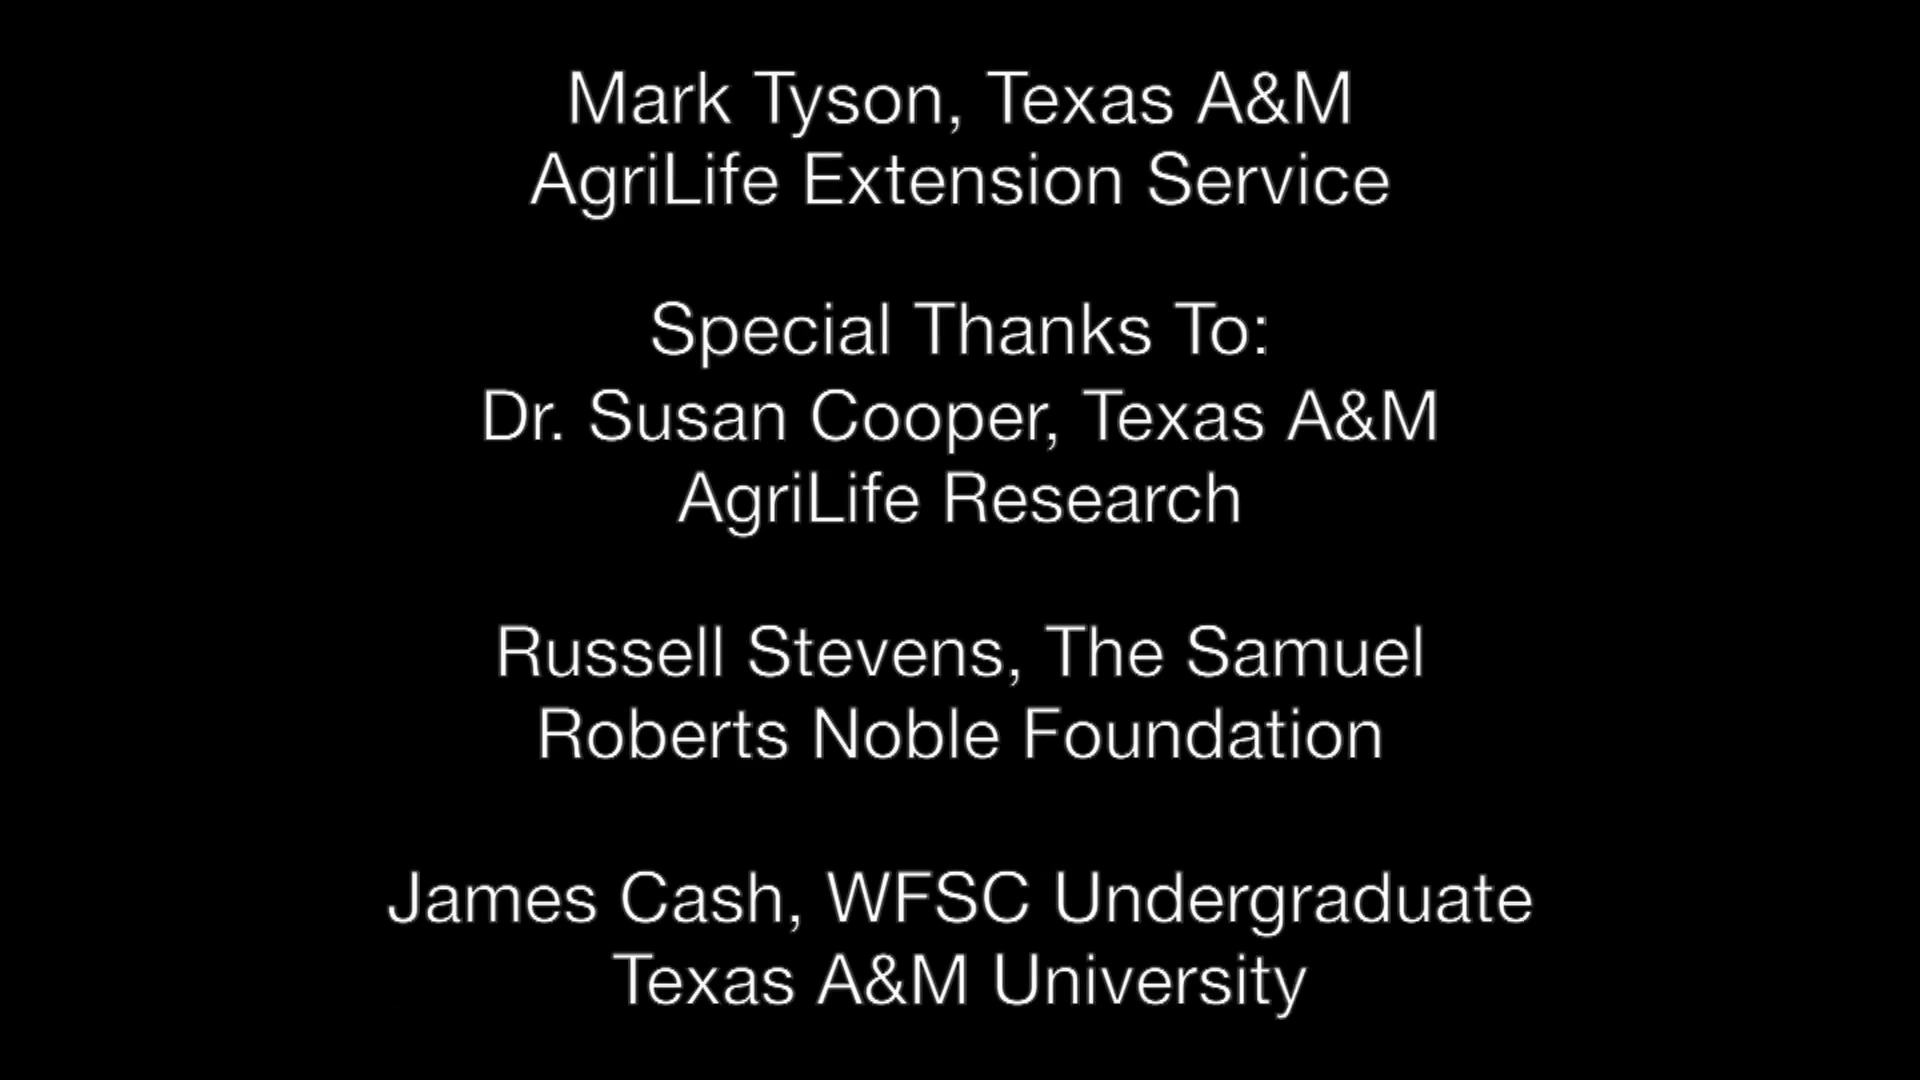 Mark Tyson, Texas A&M
AgriLife Extension Service
Special Thanks To:
Dr. Susan Cooper, Texas A&M
AgriLife Research
Russell Stevens, The Samuel
Roberts Noble Foundation
James Cash, WFSC Undergraduate
Texas A&M University